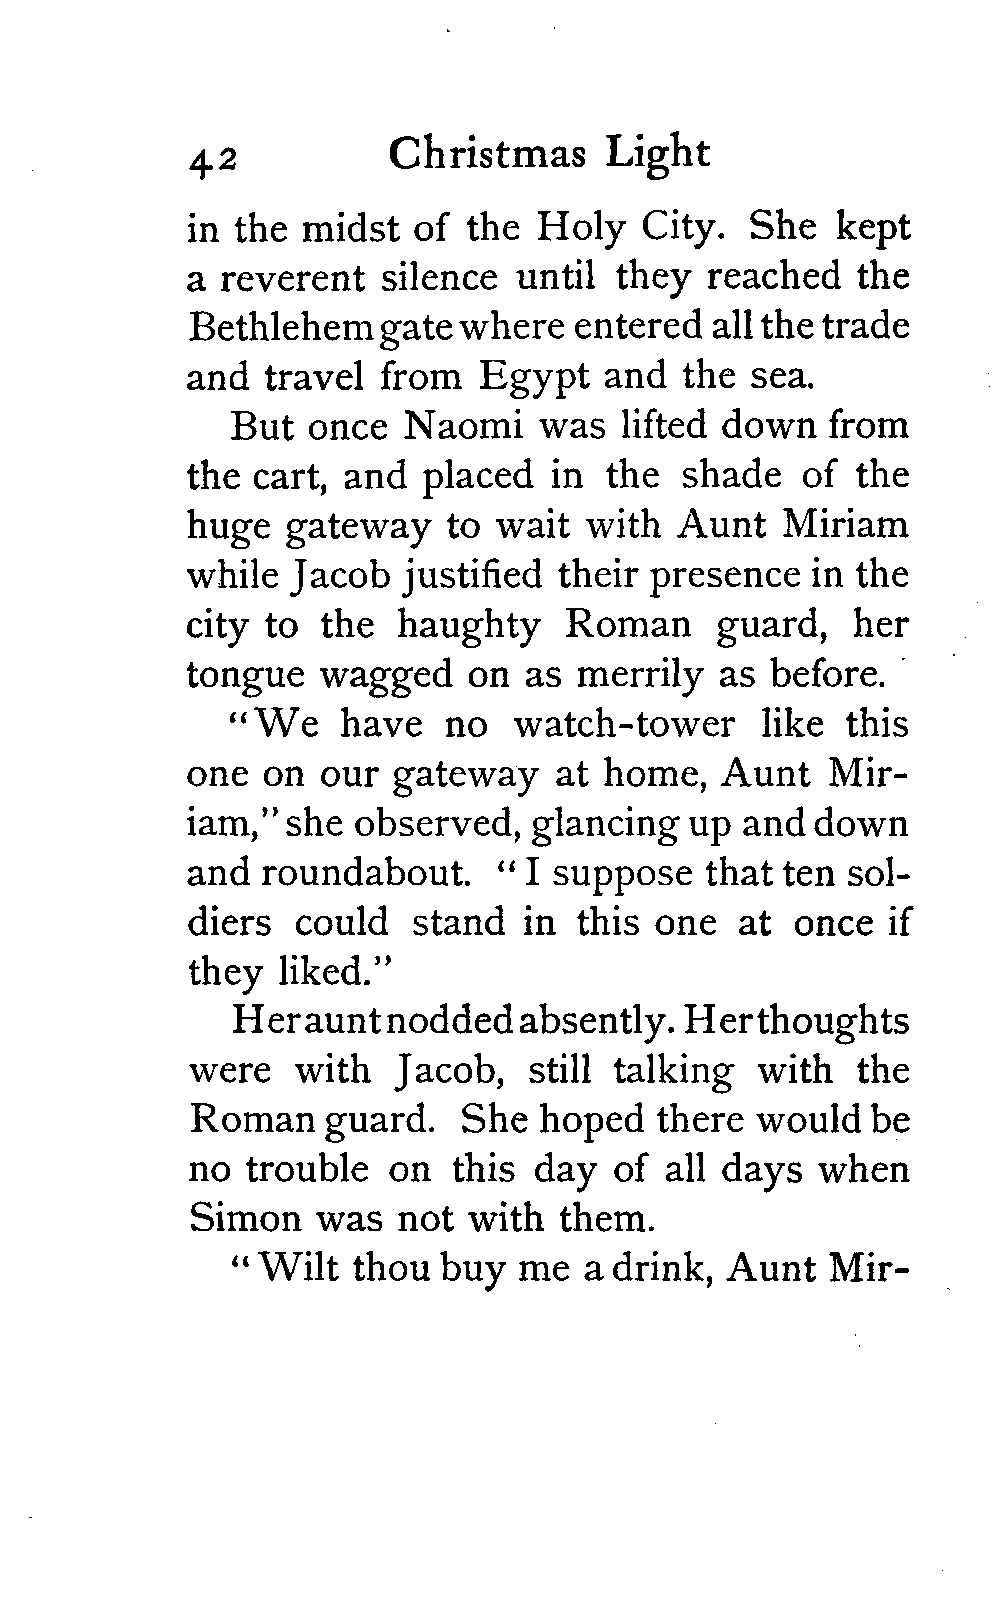 42 Christmas Light
in the midst of the Holy City. She kept
a reverent silence until they reached the
Bethlehem gate where entered all the trade
and travel from Egypt and the sea.
But once Naomi was lifted down from
the cart, and placed in the shade of the
huge gateway to wait with Aunt Miriam
while Jacob justified their presence in the
city to the haughty Roman guard, her
tongue wagged on as merrily as before.
"We have no watch-tower like this
one on our gateway at home, Aunt Mir-
iam," she observed, glancing up and down
and roundabout. "I suppose that ten sol-
diers could stand in this one at once if
they liked."
Her aunt nodded absently. Her thoughts
were with Jacob, still talking with the
Roman guard. She hoped there would be
no trouble on this day of all days when
Simon was not with them.
"Wilt thou buy me a drink, Aunt Mir-